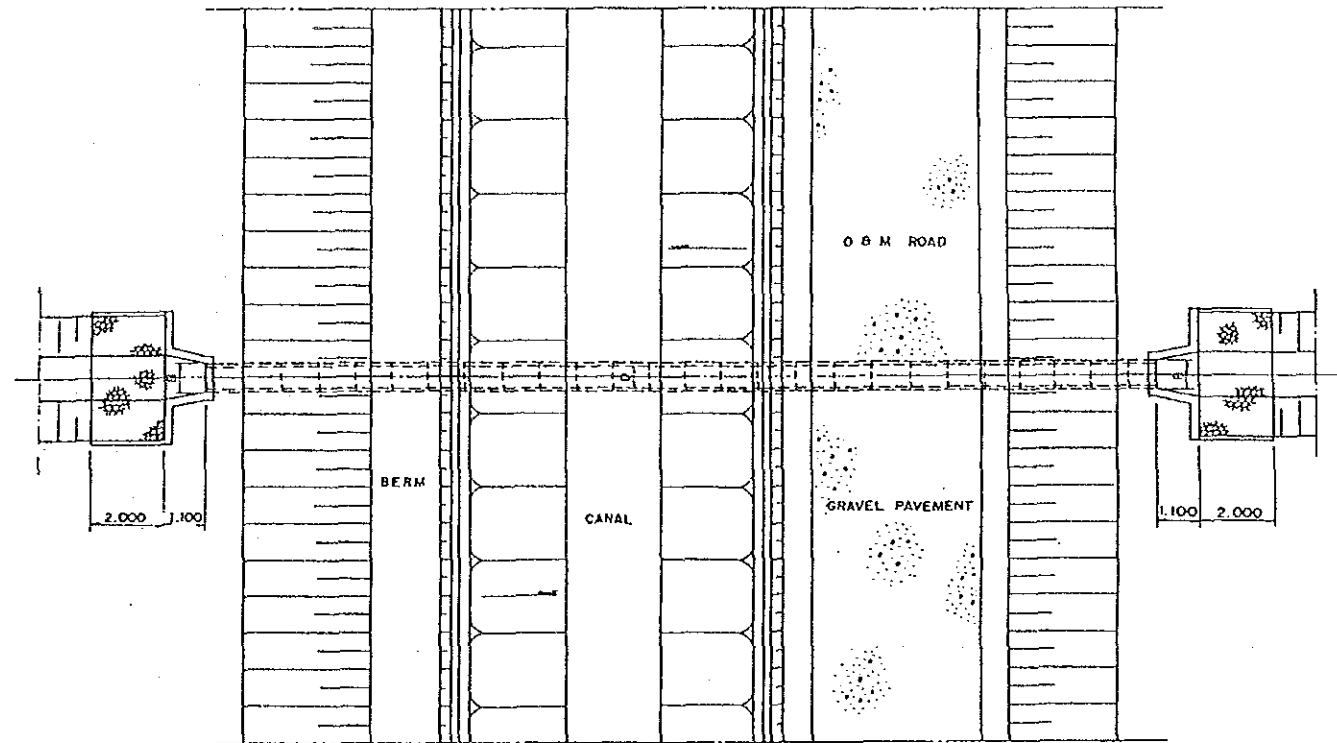 O & M ROAD
BERM
GRAVEL PAVEMENT
CANAL
2.000 1.100
1.100 2.000
D